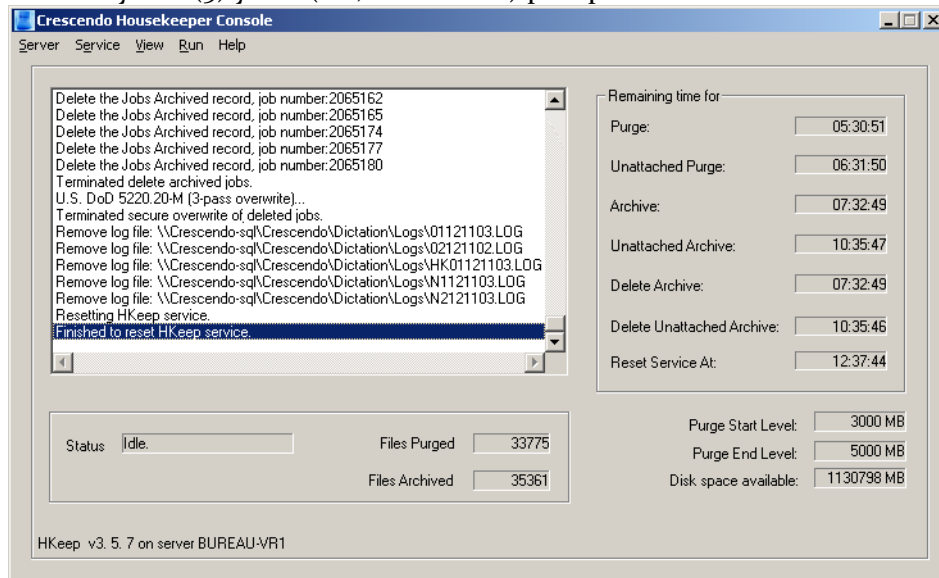 Crescendo Housekeeper Console
Server Service View Run Help
Delete the Jobs Archived record, job number:2065162
Delete the Jobs Archived record, job number:2065165
Delete the Jobs Archived record, job number:2065174
Delete the Jobs Archived record, job number:2065177
Delete the Jobs Archived record, job number:2065180
Terminated delete archived jobs.
U.S. DoD 5220.20-M (3-pass overwrite)...
Terminated secure overwrite of deleted jobs.
Remove log file: \\Crescendo-sql\Crescendo\Dictation\Logs\01121103.LOG
Remove log file: \\Crescendo-sql\Crescendo\Dictation\Logs\02121102.LOG
Remove log file: \\Crescendo-sql\Crescendo\Dictation\Logs\HK01121103.LOG
Remove log file: \\Crescendo-sql\Crescendo\Dictation\Logs\N1121103.LOG
Remove log file: \\Crescendo-sql\Crescendo\Dictation\Logs\N2121103.LOG
Resetting HKeep service.
Finished to reset HKeep service.
Remaining time for
Purge: 05:30:51
Unattached Purge: 06:31:50
Archive: 07:32:49
Unattached Archive: 10:35:47
Delete Archive: 07:32:49
Delete Unattached Archive: 10:35:46
Reset Service At: 12:37:44
Status Idle. Files Purged 33775
Files Archived 35361
Purge Start Level: 3000 MB
Purge End Level: 5000 MB
Disk space available: 1130798 MB
HKeep v3. 5. 7 on server BUREAU-VR1